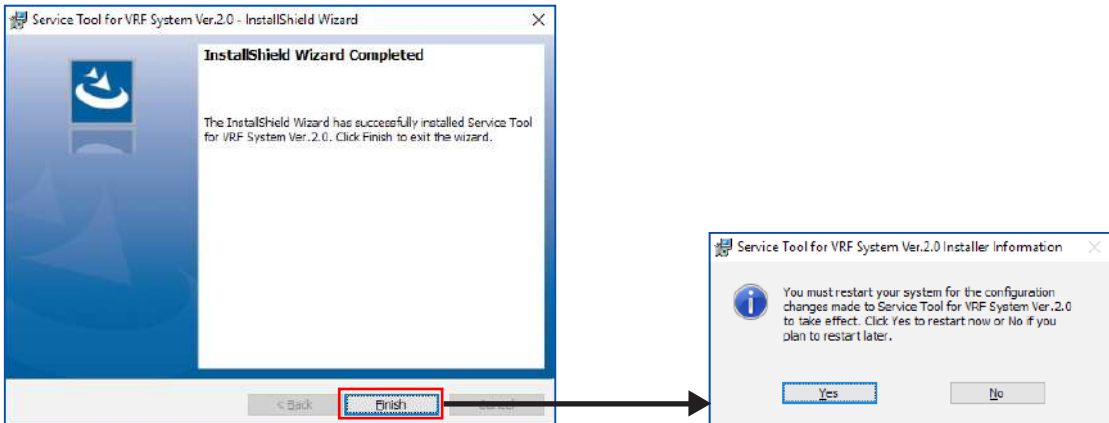 Service Tool for VRF System Ver.2.0 - InstallShield Wizard
InstallShield Wizard Completed
The InstallShield Wizard has successfully installed Service Tool
for VRF System Ver.2.0. Click Finish to exit the wizard.
< Back
Finish
Cancel
Service Tool for VRF System Ver.2.0 Installer Information
You must restart your system for the configuration
changes made to Service Tool for VRF System Ver.2.0
to take effect. Click Yes to restart now or No if you
plan to restart later.
Yes
No